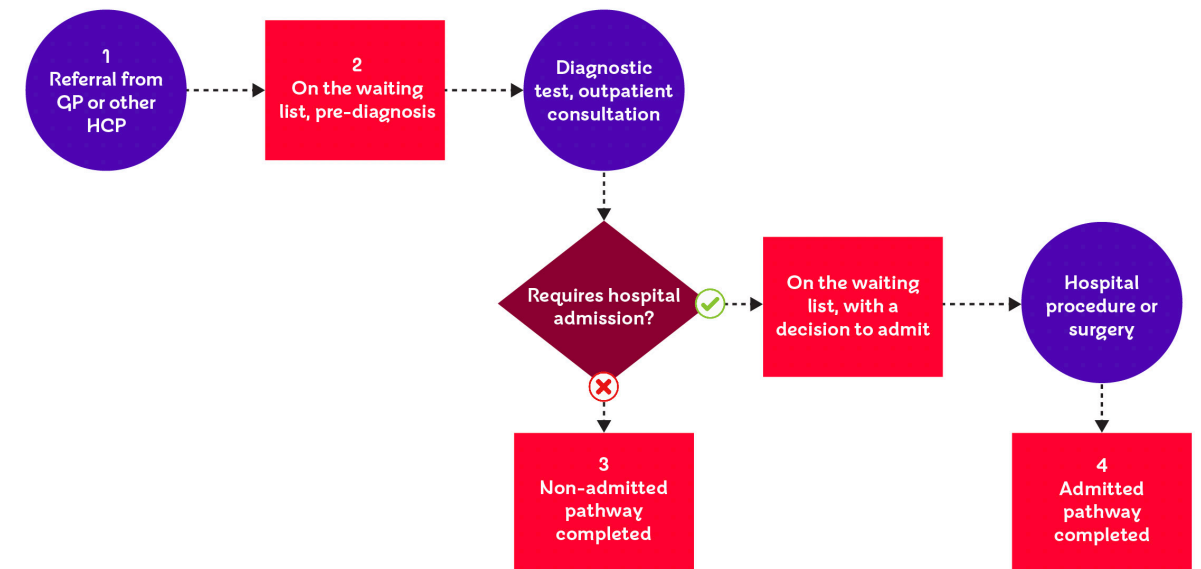 1
Referral from
GP or other
HCP
2
On the waiting
list, pre-diagnosis
Diagnostic
test, outpatient
consultation
Requires hospital
admission?
On the waiting
list, with a
decision to admit
Hospital
procedure or
surgery
3
Non-admitted
pathway
completed
4
Admitted
pathway
completed